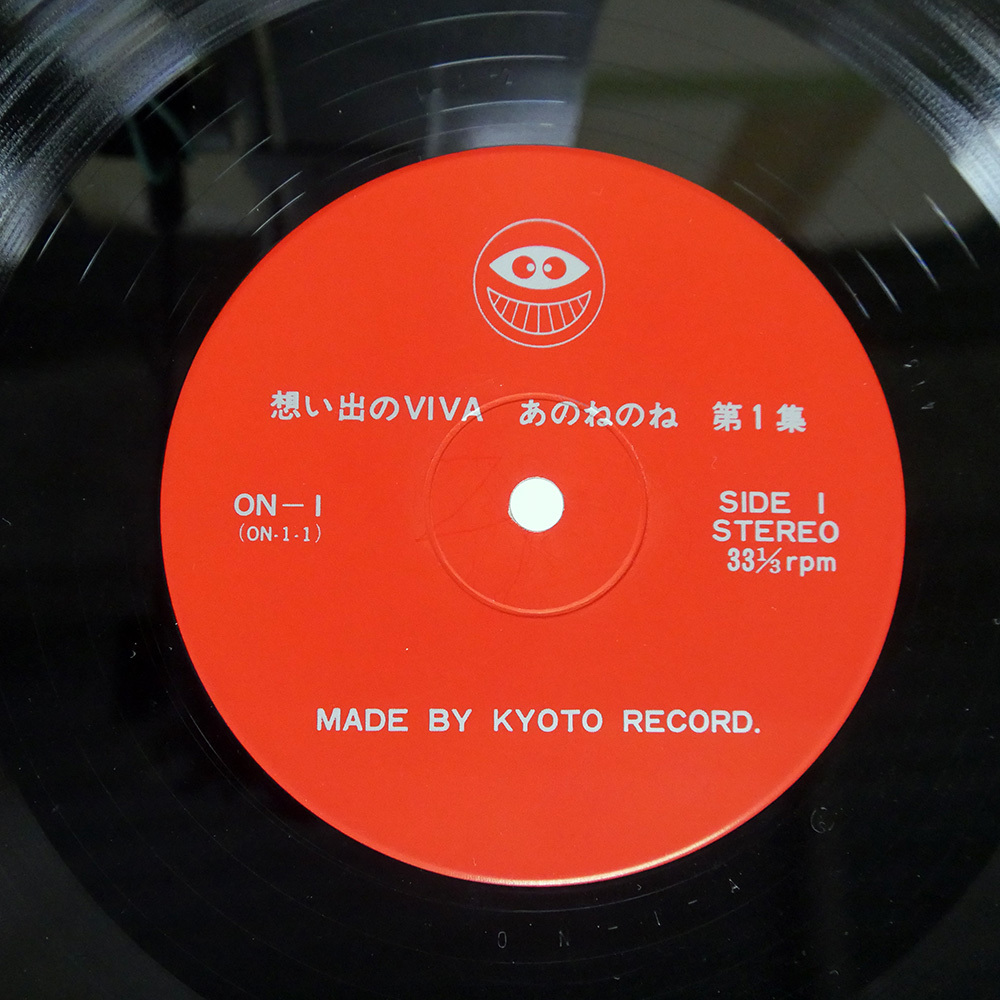 想い出のVIVA あのねのね 第1集
ON-1
(ON-1-1)
SIDE 1
STEREO
33⅓rpm
MADE BY KYOTO RECORD.
O N - 1 - A